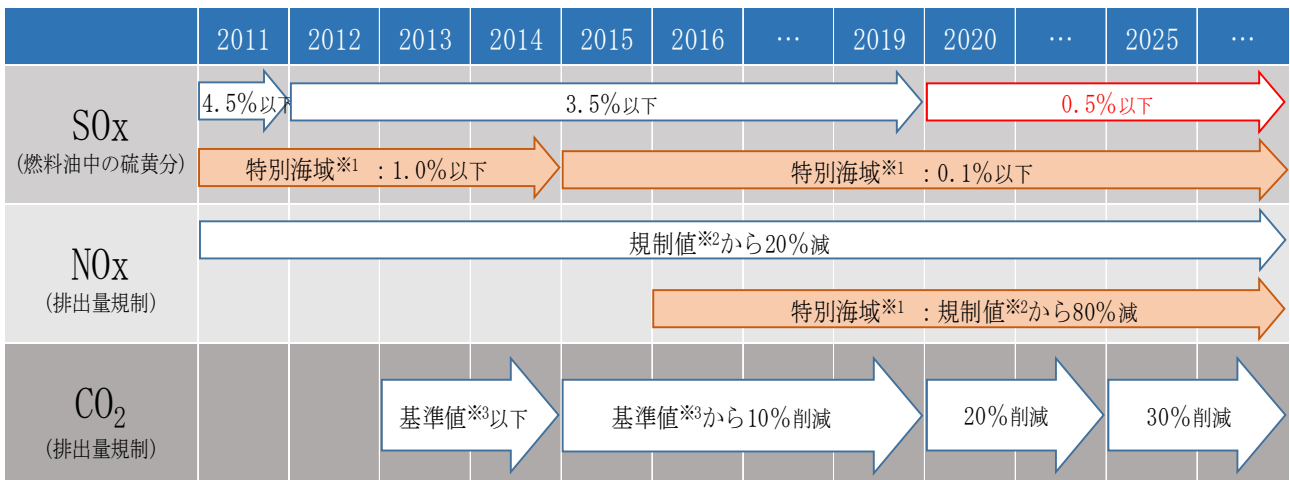 2011 2012 2013 2014 2015 2016 … 2019 2020 … 2025 …
SOx
(燃料油中の硫黄分)
4.5%以下
3.5%以下
0.5%以下
特別海域※1 :1.0%以下
特別海域※1 :0.1%以下
NOx
(排出量規制)
規制値※2から20%減
特別海域※1 :規制値※2から80%減
CO2
(排出量規制)
基準値※3以下
基準値※3から10%削減
20%削減
30%削減